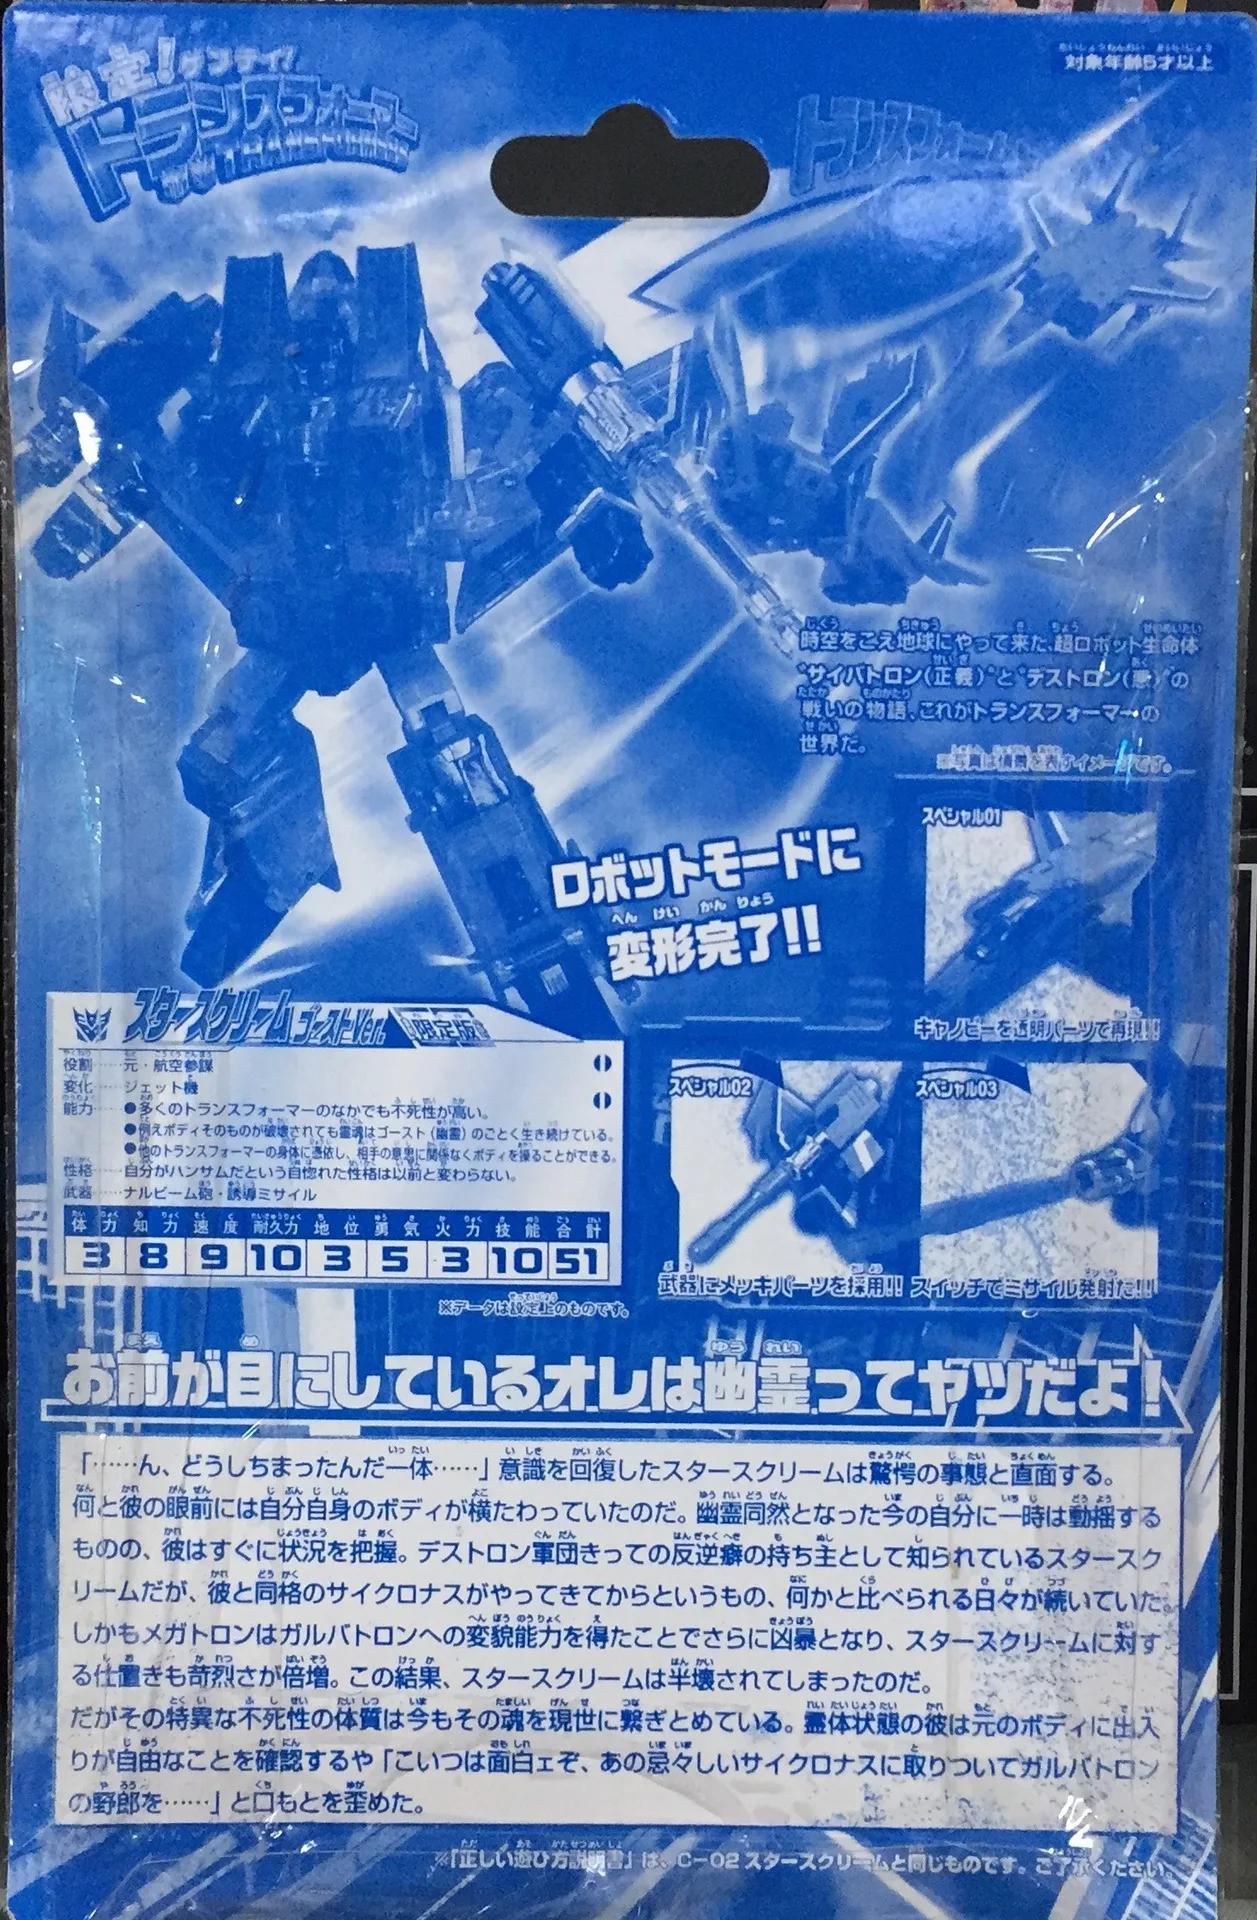 限定！ゲンテイ！
トランスフォーマー
対象年齢5才以上
時空をこえ地球にやって来た、超ロボット生命体
“サイバトロン(正義)”と“デストロン(悪)”の
戦いの物語、これがトランスフォーマーの
世界だ。
※写真は情景を表すイメージです。
ロボットモードに
変形完了!!
スペシャル01
キャノピーを透明パーツで再現!!
スペシャル02
武器にメッキパーツを採用!!
スペシャル03
スイッチでミサイル発射だ!!
スタースクリーム ゴーストVer. 限定版
役割……元・航空参謀
変化……ジェット機
能力……●多くのトランスフォーマーのなかでも不死性が高い。
●例えボディそのものが破壊されても霊魂はゴースト(幽霊)のごとく生き続けている。
●他のトランスフォーマーの身体に憑依し、相手の意思に関係なくボディを操ることができる。
性格……自分がハンサムだという自惚れた性格は以前と変わらない。
武器……ナルビーム砲・誘導ミサイル
体力 知力 速度 耐久力 地位 勇気 火力 技能 合計
3 8 9 10 3 5 3 10 51
※データは設定上のものです。
お前が目にしているオレは幽霊ってヤツだよ！
「……ん、どうしちまったんだ一体……」意識を回復したスタースクリームは驚愕の事態と直面する。
何と彼の眼前には自分自身のボディが横たわっていたのだ。幽霊同然となった今の自分に一時は動揺する
ものの、彼はすぐに状況を把握。デストロン軍団きっての反逆癖の持ち主として知られているスタースク
リームだが、彼と同格のサイクロナスがやってきてからというもの、何かと比べられる日々が続いていた。
しかもメガトロンはガルバトロンへの変貌能力を得たことでさらに凶暴となり、スタースクリームに対す
る仕置きも苛烈さが倍増。この結果、スタースクリームは半壊されてしまったのだ。
だがその特異な不死性の体質は今もその魂を現世に繋ぎとめている。霊体状態の彼は元のボディに出入
りが自由なことを確認するや「こいつは面白ェぞ、あの忌々しいサイクロナスに取りついてガルバトロン
の野郎を……」と口もとを歪めた。
※「正しい遊び方説明書」は、C-02スタースクリームと同じものです。ご了承ください。